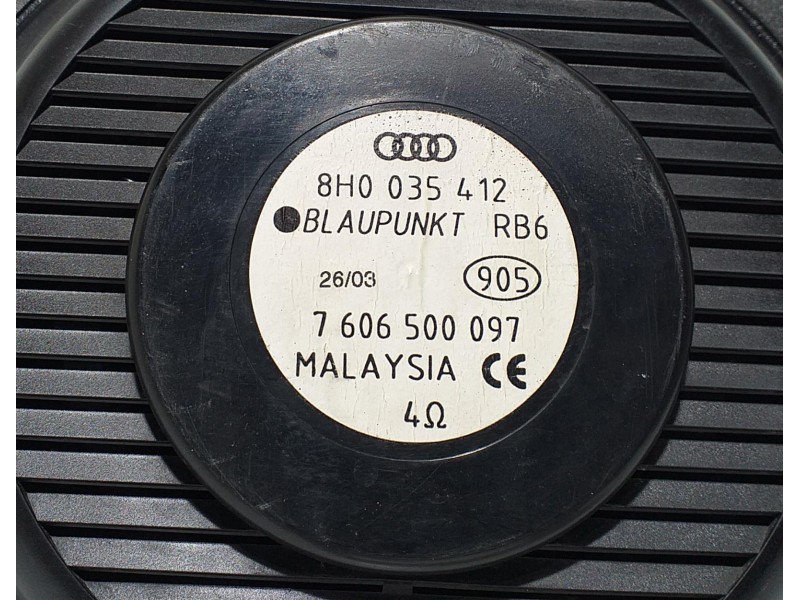 8H0 035 412
BLAUPUNKT RB6
26/03 905
7 606 500 097
MALAYSIA CE
4Ω